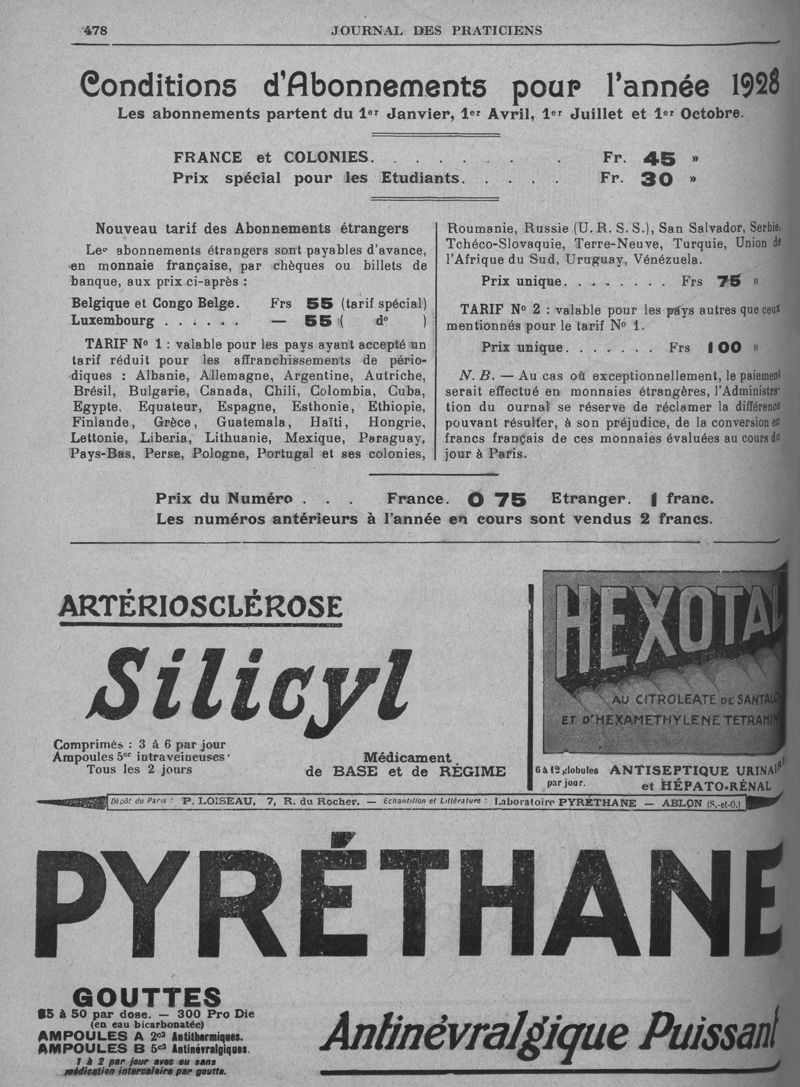 478
JOURNAL DES PRATICIENS
Conditions d'Abonnements pour l'année 1928
Les abonnements partent du 1er Janvier, 1er Avril, 1er Juillet et 1er Octobre.
FRANCE et COLONIES. . . . . . . . Fr. 45 »
Prix spécial pour les Etudiants. . . . . Fr. 30 »
Nouveau tarif des Abonnements étrangers
Les abonnements étrangers sont payables d'avance,
en monnaie française, par chèques ou billets de
banque, aux prix ci-après :
Belgique et Congo Belge. Frs 55 (tarif spécial)
Luxembourg . . . . . . — 55 ( do )
TARIF No 1 : valable pour les pays ayant accepté un
tarif réduit pour les affranchissements de pério-
diques : Albanie, Allemagne, Argentine, Autriche,
Brésil, Bulgarie, Canada, Chili, Colombia, Cuba,
Egypte, Equateur, Espagne, Esthonie, Ethiopie,
Finlande, Grèce, Guatemala, Haïti, Hongrie,
Lettonie, Liberia, Lithuanie, Mexique, Paraguay,
Pays-Bas, Perse, Pologne, Portugal et ses colonies,
Roumanie, Russie (U. R. S. S.), San Salvador, Serbie,
Tchéco-Slovaquie, Terre-Neuve, Turquie, Union de
l'Afrique du Sud, Uruguay, Vénézuela.
Prix unique. . . . . . . . Frs 75 »
TARIF No 2 : valable pour les pays autres que ceux
mentionnés pour le tarif No 1.
Prix unique. . . . . . . Frs 100 »
N. B. — Au cas où exceptionnellement, le paiement
serait effectué en monnaies étrangères, l'Administra-
tion du ournal se réserve de réclamer la différence
pouvant résulter, à son préjudice, de la conversion en
francs français de ces monnaies évaluées au cours du
jour à Paris.
Prix du Numéro . . . France. 0 75 Etranger. 1 franc.
Les numéros antérieurs à l'année en cours sont vendus 2 francs.
ARTÉRIOSCLÉROSE
Silicyl
Comprimés : 3 à 6 par jour
Ampoules 5cc intraveineuses
Tous les 2 jours
Médicament
de BASE et de RÉGIME
HEXOTAL
AU CITROLEATE DE SANTALO
ET D'HEXAMETHYLENE TETRAMIN
6 à 12 globules
par jour.
ANTISEPTIQUE URINAIRE
et HÉPATO-RÉNAL
Dépôt de Paris : P. LOISEAU, 7, R. du Rocher. — Echantillon et Littérature : Laboratoire PYRÉTHANE — ABLON (S.-et-O.)
PYRÉTHANE
GOUTTES
25 à 50 par dose. — 300 Pro Die
(en eau bicarbonatée)
AMPOULES A 2c3 Antithermiques.
AMPOULES B 5c3 Antinévralgiques.
1 à 2 par jour avec ou sans
médication intercalaire par goutte.
Antinévralgique Puissant